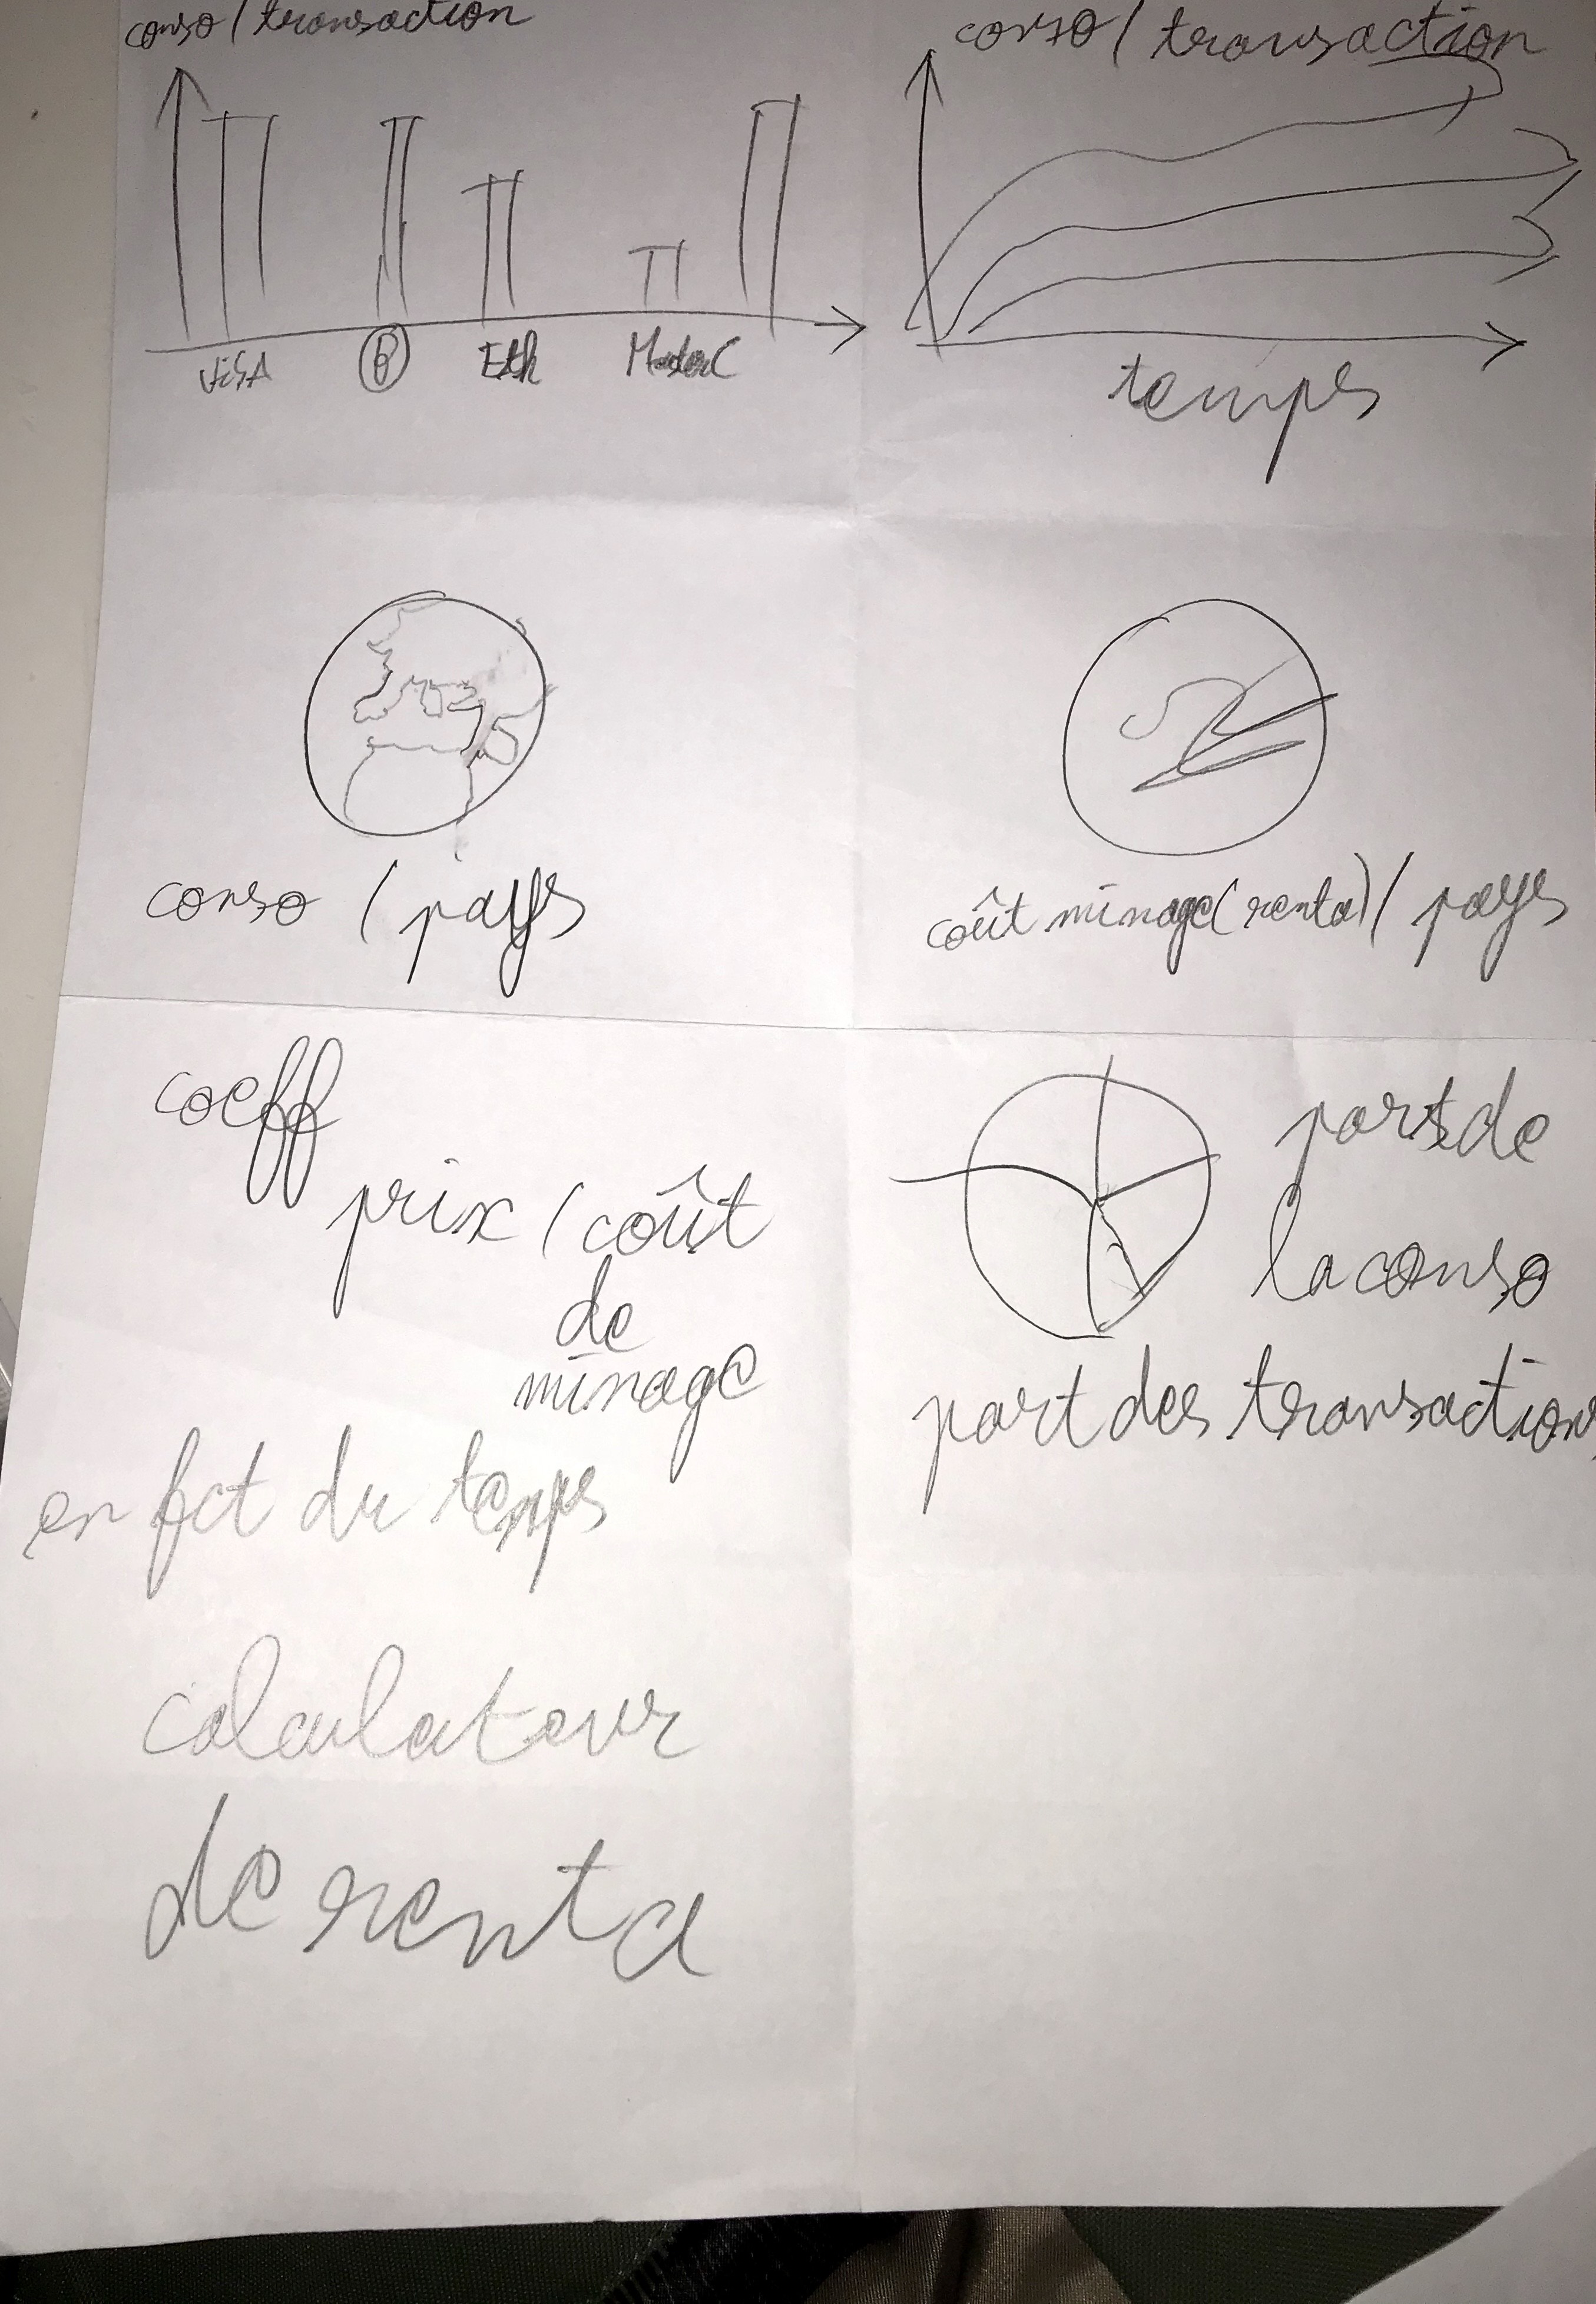 conso / transaction
conso / transaction
VISA B Eth MasterC
temps
conso / pays
coût minage (renta) / pays
coeff
prix / coût
de
minage
en fct du temps
calculateur
de renta
parts de
la conso
part des transactions